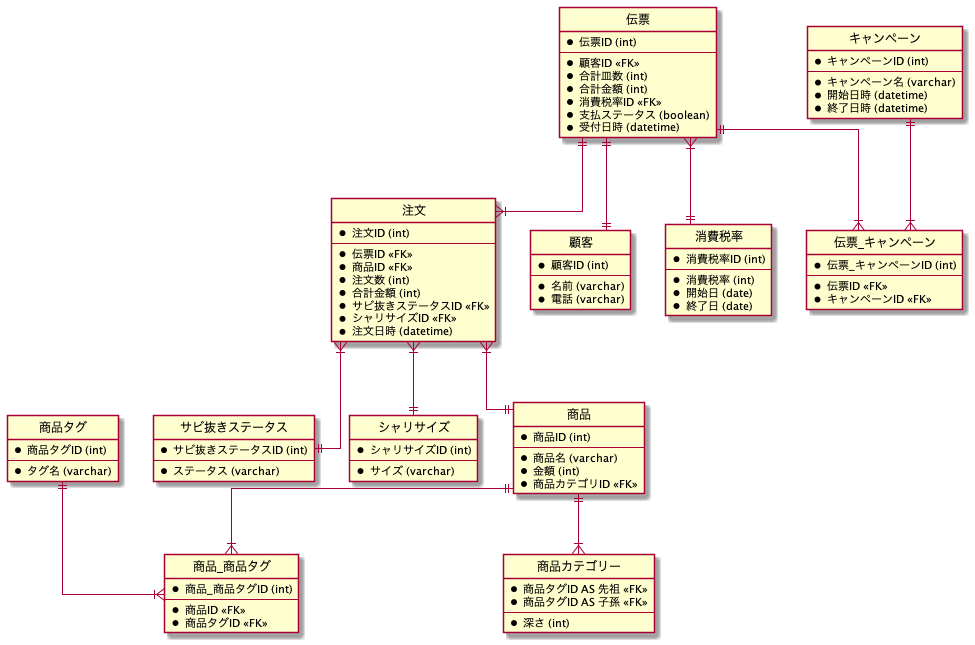 伝票
伝票ID (int)
顧客ID «FK»
合計皿数 (int)
合計金額 (int)
消費税率ID «FK»
支払ステータス (boolean)
受付日時 (datetime)
キャンペーン
キャンペーンID (int)
キャンペーン名 (varchar)
開始日時 (datetime)
終了日時 (datetime)
注文
注文ID (int)
伝票ID «FK»
商品ID «FK»
注文数 (int)
合計金額 (int)
サビ抜きステータスID «FK»
シャリサイズID «FK»
注文日時 (datetime)
顧客
顧客ID (int)
名前 (varchar)
電話 (varchar)
消費税率
消費税率ID (int)
消費税率 (int)
開始日 (date)
終了日 (date)
伝票_キャンペーン
伝票_キャンペーンID (int)
伝票ID «FK»
キャンペーンID «FK»
商品タグ
商品タグID (int)
タグ名 (varchar)
サビ抜きステータス
サビ抜きステータスID (int)
ステータス (varchar)
シャリサイズ
シャリサイズID (int)
サイズ (varchar)
商品
商品ID (int)
商品名 (varchar)
金額 (int)
商品カテゴリID «FK»
商品_商品タグ
商品_商品タグID (int)
商品ID «FK»
商品タグID «FK»
商品カテゴリー
商品タグID AS 先祖 «FK»
商品タグID AS 子孫 «FK»
深さ (int)